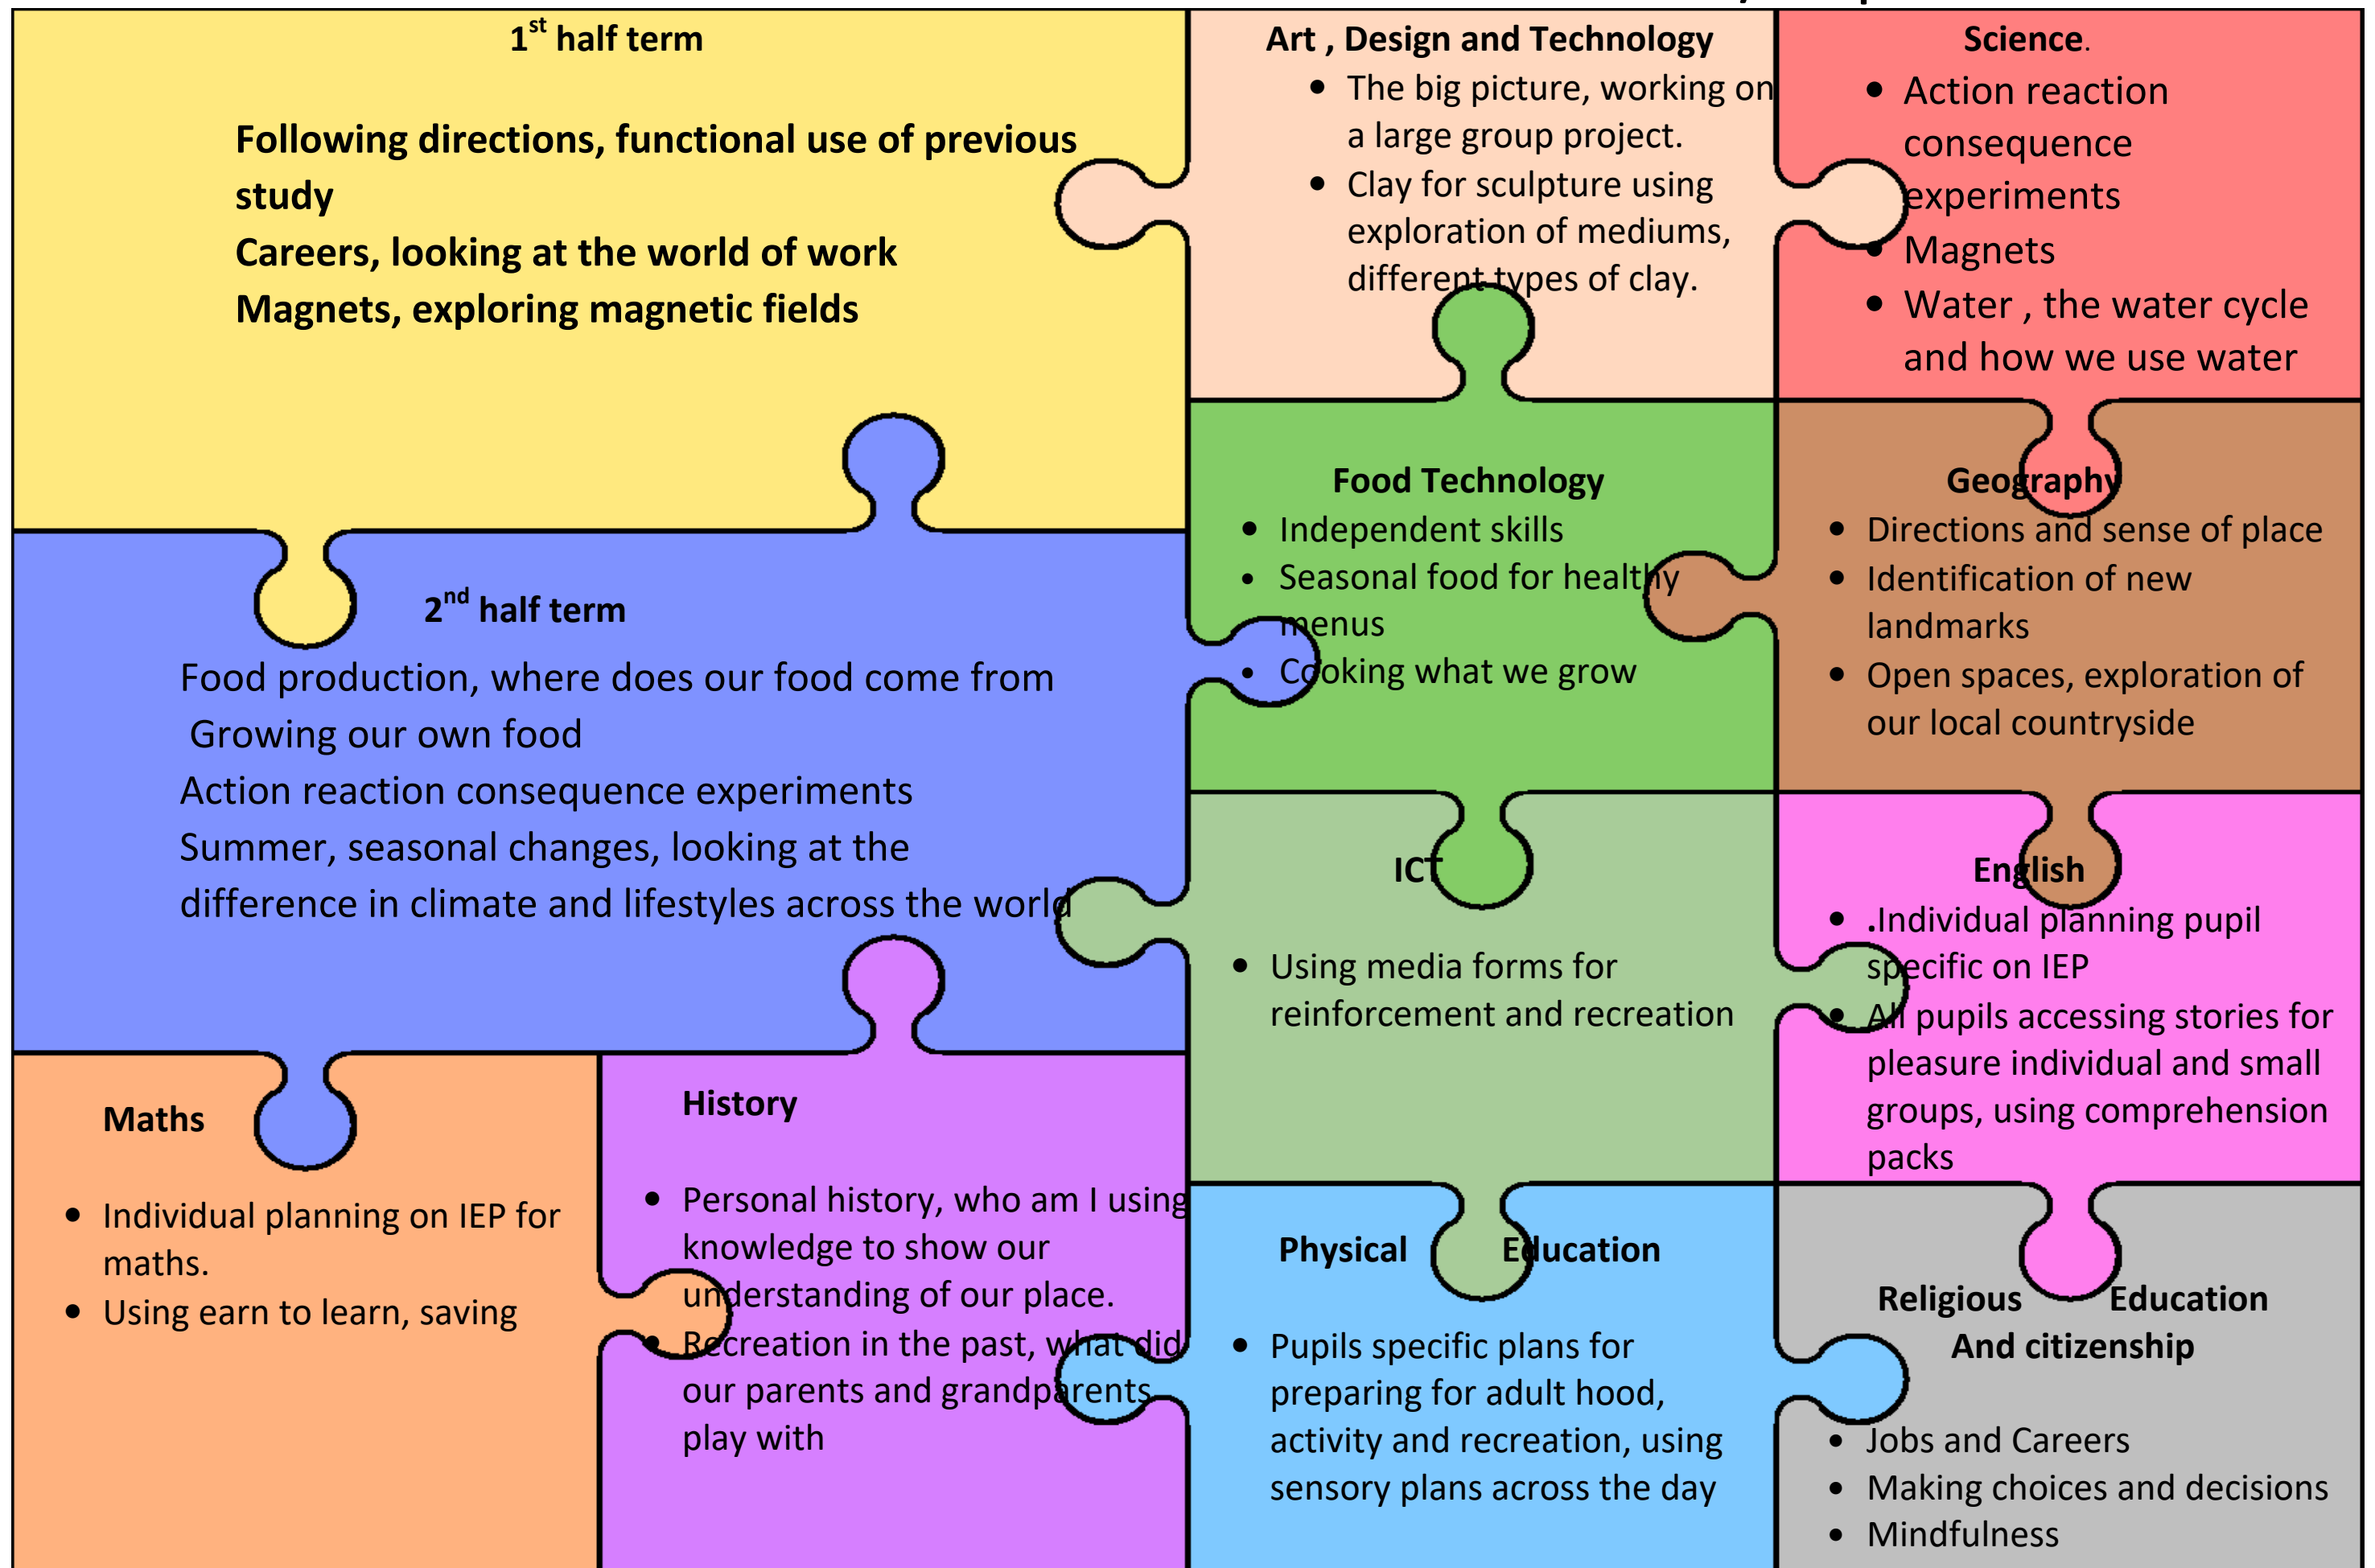 1st half term
Following directions, functional use of previous
study
Careers, looking at the world of work
Magnets, exploring magnetic fields
Art , Design and Technology
• The big picture, working on
a large group project.
• Clay for sculpture using
exploration of mediums,
different types of clay.
Science.
• Action reaction
consequence
experiments
• Magnets
• Water , the water cycle
and how we use water
2nd half term
Food production, where does our food come from
Growing our own food
Action reaction consequence experiments
Summer, seasonal changes, looking at the
difference in climate and lifestyles across the world
Food Technology
• Independent skills
• Seasonal food for healthy
menus
• Cooking what we grow
Geography
• Directions and sense of place
• Identification of new
landmarks
• Open spaces, exploration of
our local countryside
ICT
• Using media forms for
reinforcement and recreation
English
• .Individual planning pupil
specific on IEP
• All pupils accessing stories for
pleasure individual and small
groups, using comprehension
packs
Maths
• Individual planning on IEP for
maths.
• Using earn to learn, saving
History
• Personal history, who am I using
knowledge to show our
understanding of our place.
• Recreation in the past, what did
our parents and grandparents
play with
Physical Education
• Pupils specific plans for
preparing for adult hood,
activity and recreation, using
sensory plans across the day
Religious Education
And citizenship
• Jobs and Careers
• Making choices and decisions
• Mindfulness